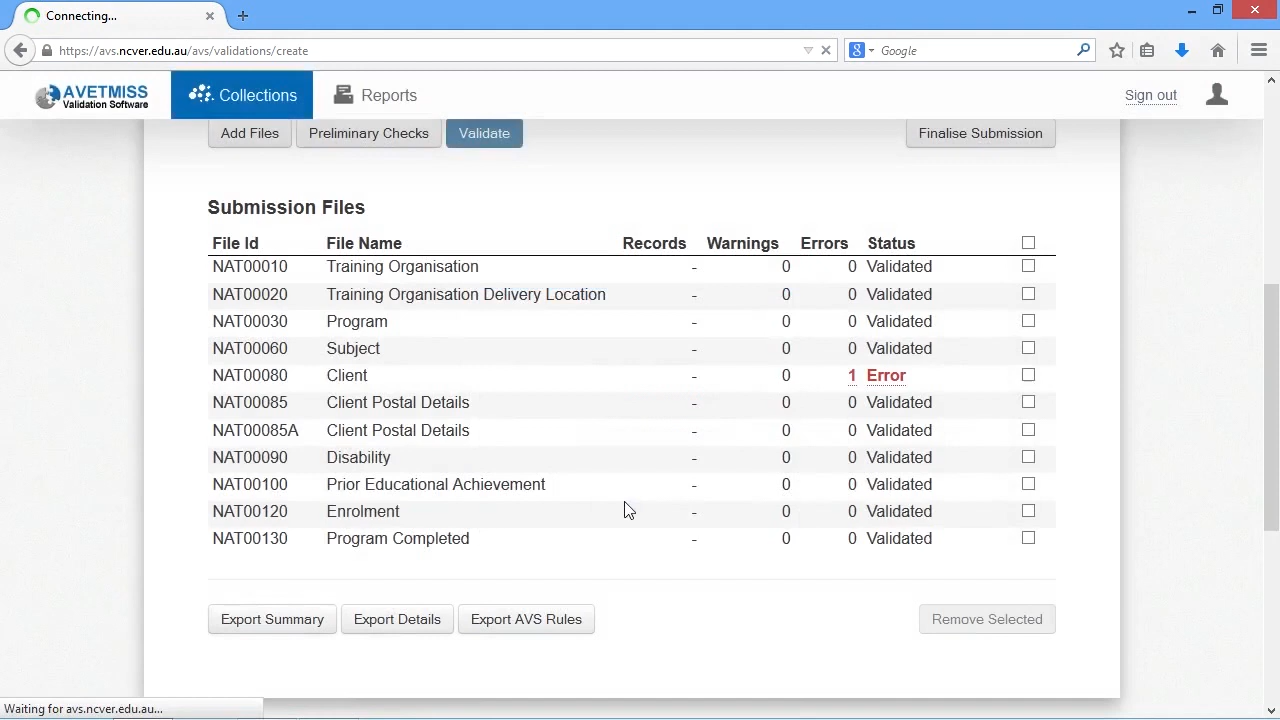 Connecting...
https://avs.ncver.edu.au/avs/validations/create
Google
AVETMISS
Validation Software
Collections
Reports
Sign out
Add Files
Preliminary Checks
Validate
Finalise Submission
Submission Files
File Id File Name Records Warnings Errors Status
NAT00010 Training Organisation - 0 0 Validated
NAT00020 Training Organisation Delivery Location - 0 0 Validated
NAT00030 Program - 0 0 Validated
NAT00060 Subject - 0 0 Validated
NAT00080 Client - 0 1 Error
NAT00085 Client Postal Details - 0 0 Validated
NAT00085A Client Postal Details - 0 0 Validated
NAT00090 Disability - 0 0 Validated
NAT00100 Prior Educational Achievement - 0 0 Validated
NAT00120 Enrolment - 0 0 Validated
NAT00130 Program Completed - 0 0 Validated
Export Summary
Export Details
Export AVS Rules
Remove Selected
Waiting for avs.ncver.edu.au...